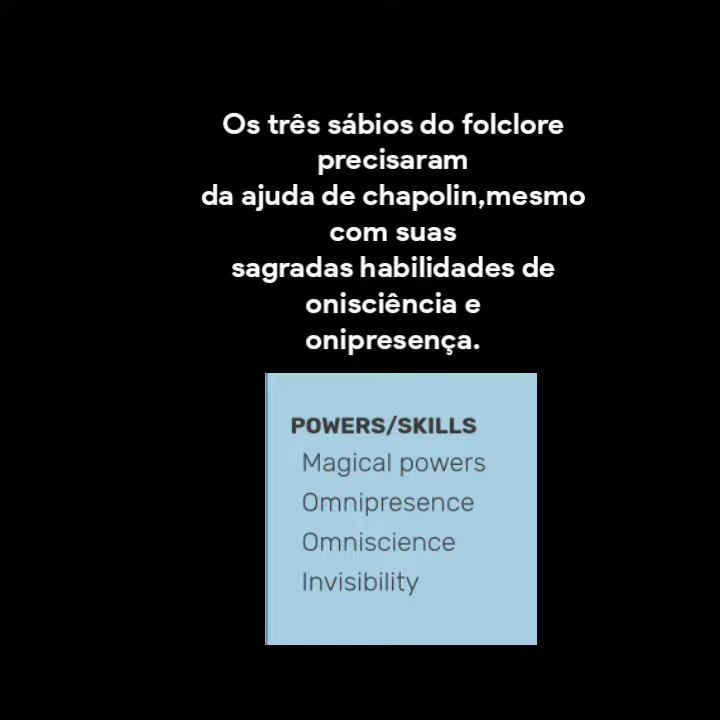 Os três sábios do folclore
precisaram
da ajuda de chapolin,mesmo
com suas
sagradas habilidades de
onisciência e
onipresença.
POWERS/SKILLS
Magical powers
Omnipresence
Omniscience
Invisibility